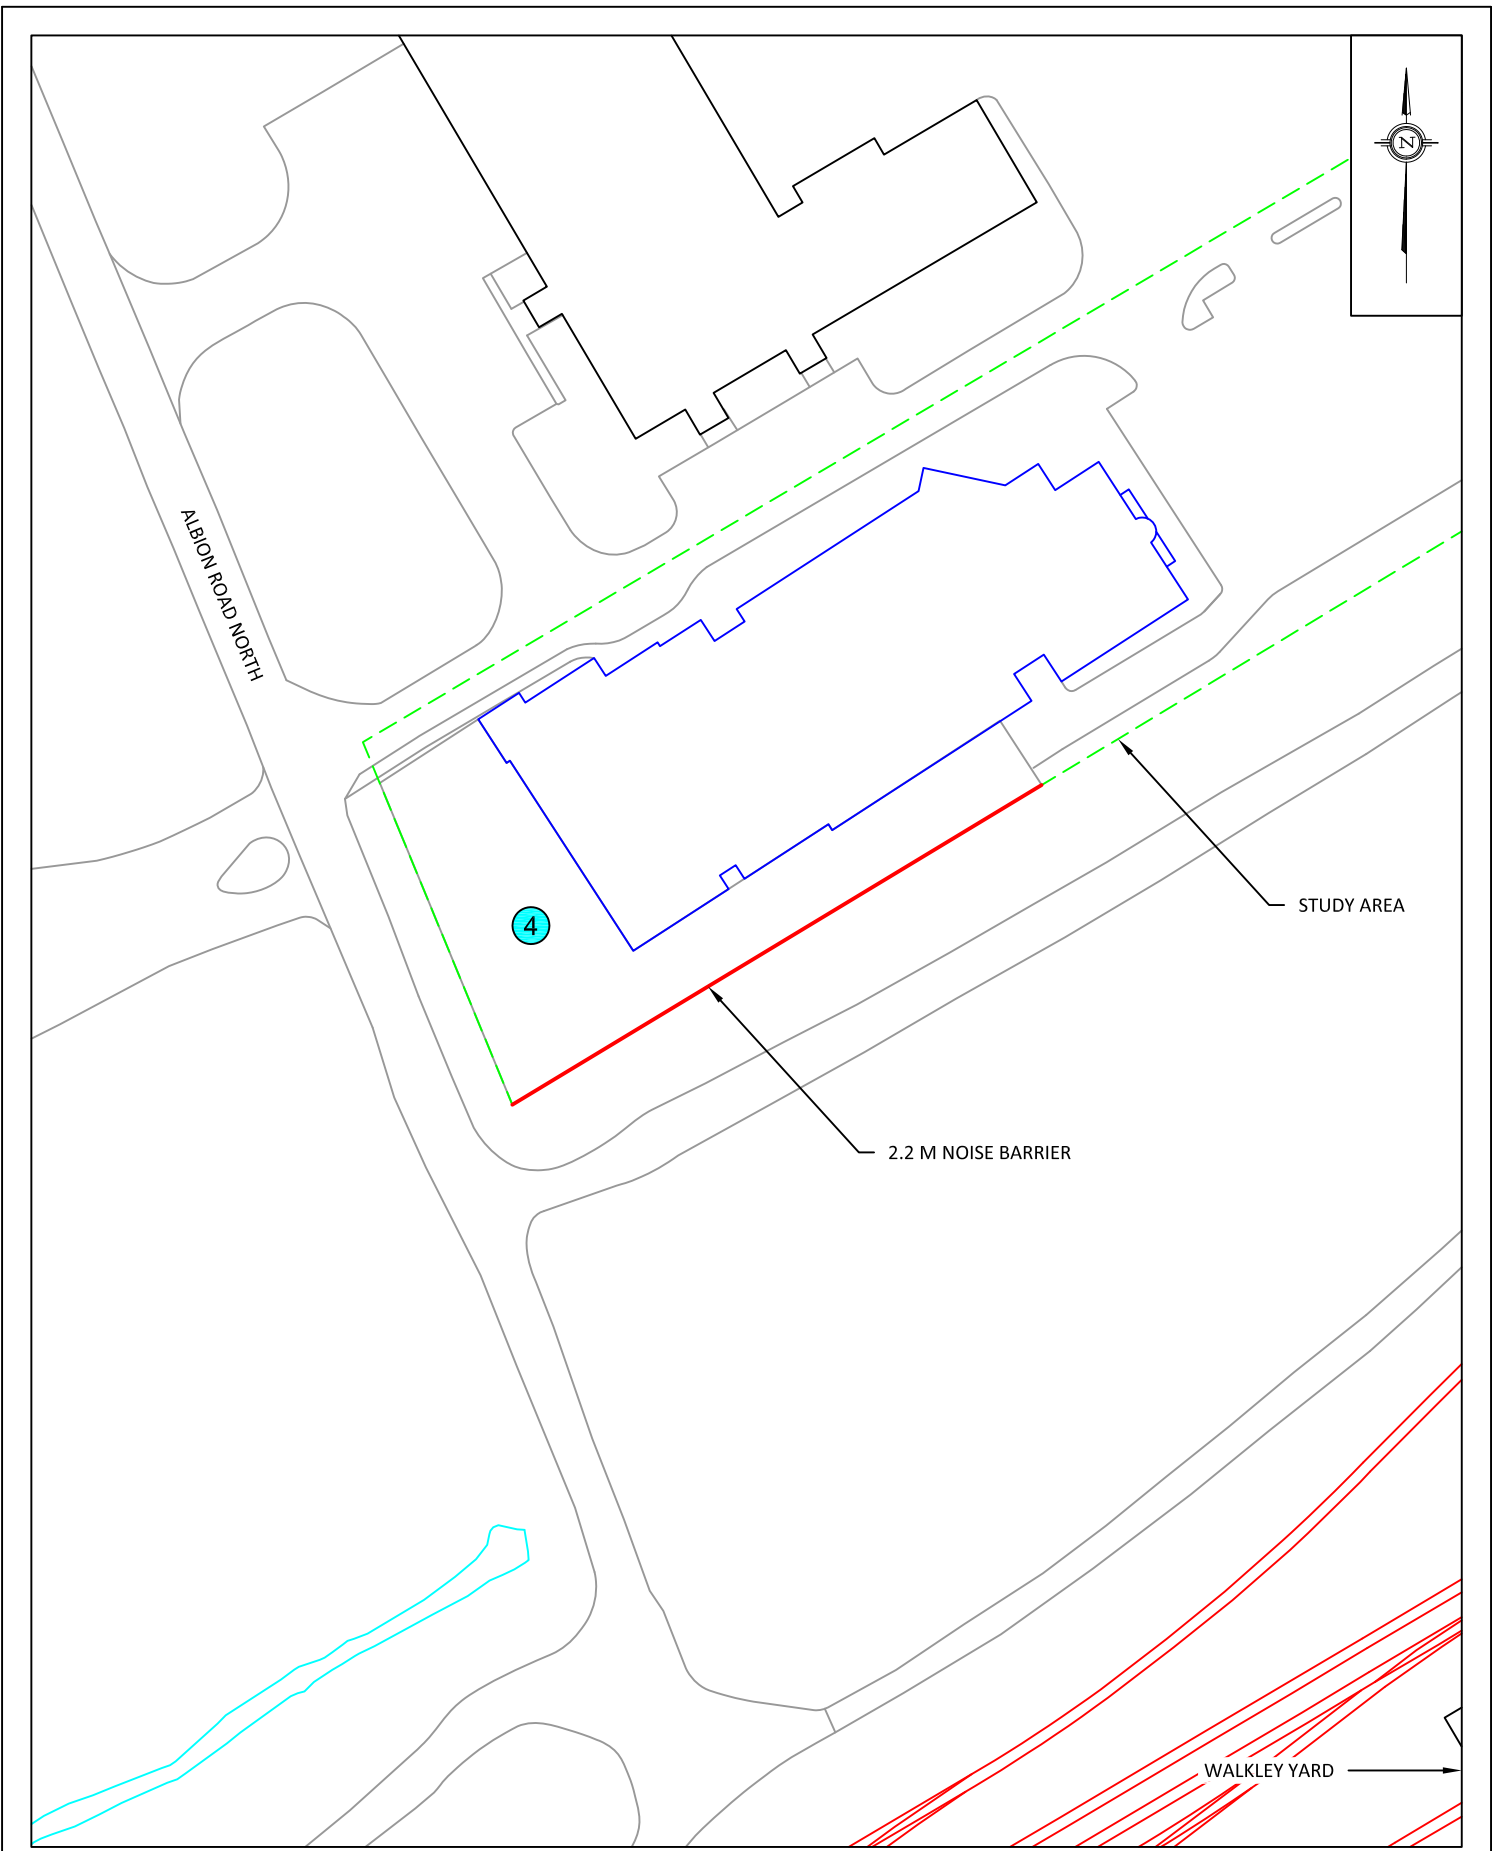 N
ALBION ROAD NORTH
STUDY AREA
4
2.2 M NOISE BARRIER
WALKLEY YARD